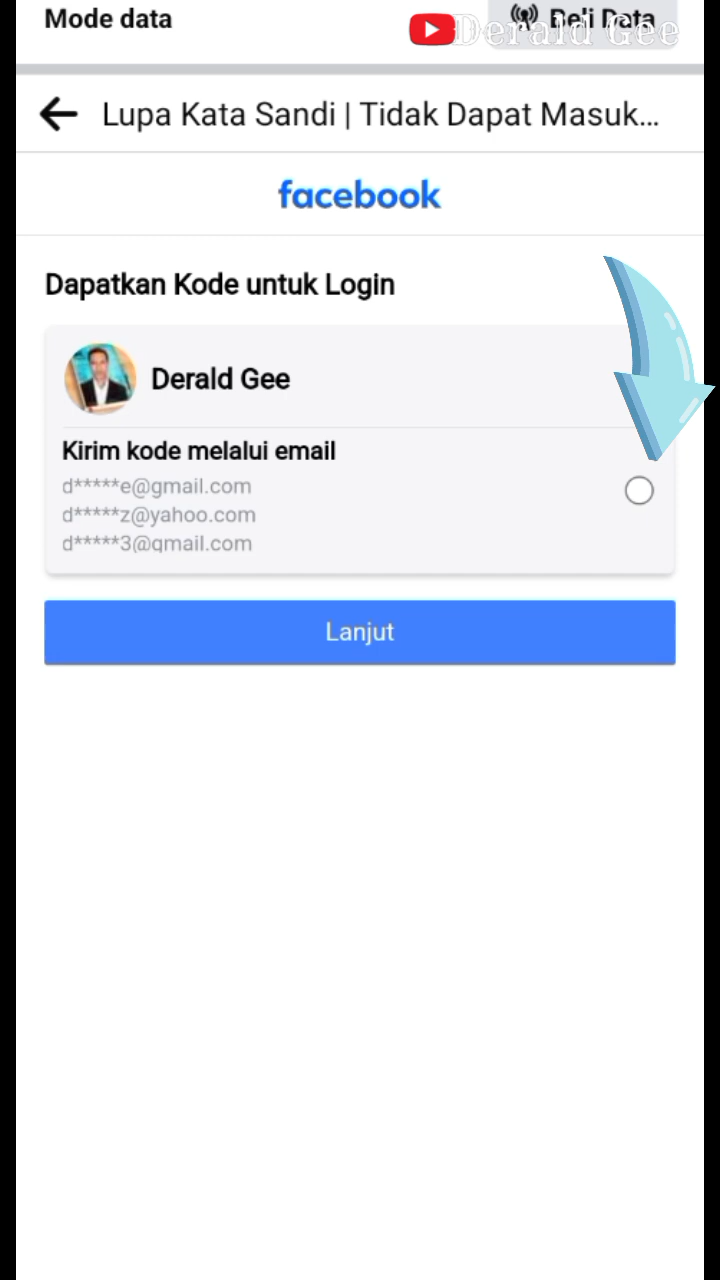 Mode data
Beli Data
Derald Gee
Lupa Kata Sandi | Tidak Dapat Masuk...
facebook
Dapatkan Kode untuk Login
Derald Gee
Kirim kode melalui email
d*****e@gmail.com
d*****z@yahoo.com
d*****3@gmail.com
Lanjut